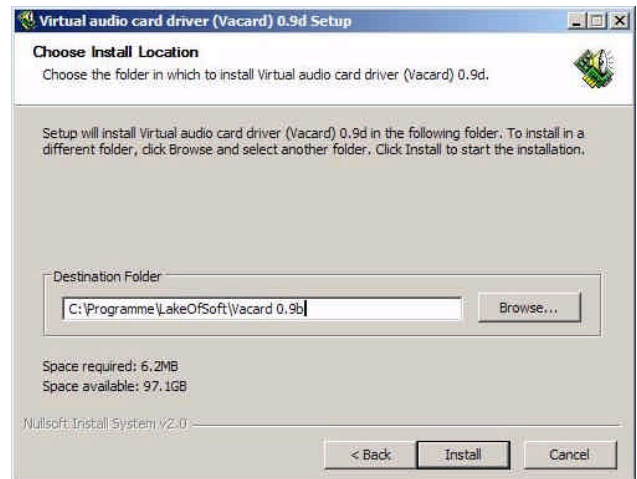 Virtual audio card driver (Vacard) 0.9d Setup
Choose Install Location
Choose the folder in which to install Virtual audio card driver (Vacard) 0.9d.
Setup will install Virtual audio card driver (Vacard) 0.9d in the following folder. To install in a
different folder, click Browse and select another folder. Click Install to start the installation.
Destination Folder
C:\Programme\LakeOfSoft\Vacard 0.9b
Browse...
Space required: 6.2MB
Space available: 97.1GB
Nullsoft Install System v2.0
< Back Install Cancel